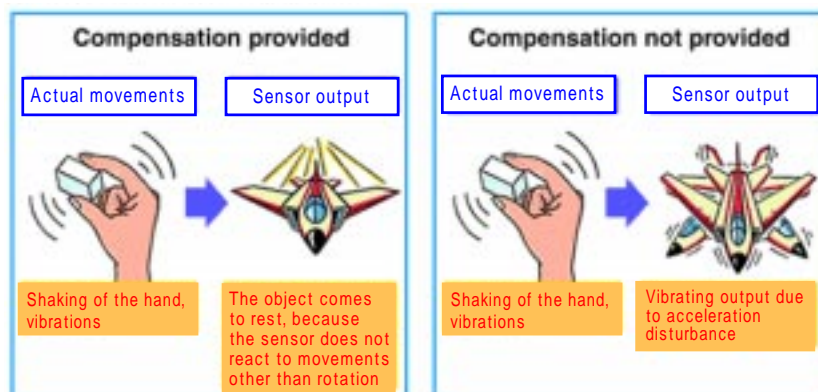 Compensation provided
Actual movements
Sensor output
Shaking of the hand,
vibrations
The object comes
to rest, because
the sensor does not
react to movements
other than rotation
Compensation not provided
Actual movements
Sensor output
Shaking of the hand,
vibrations
Vibrating output due
to acceleration
disturbance